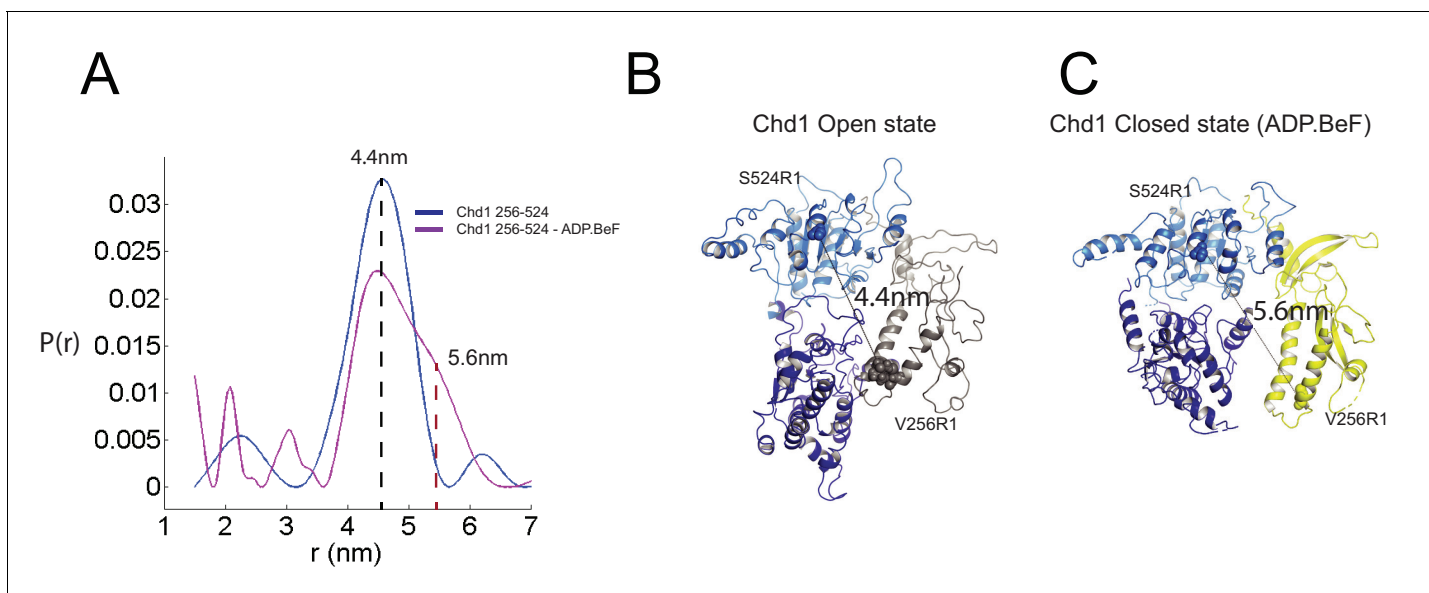 A
B
C
Chd1 Open state
Chd1 Closed state (ADP.BeF)
4.4nm
Chd1 256-524
Chd1 256-524 - ADP.BeF
5.6nm
P(r)
0.03
0.025
0.02
0.015
0.01
0.005
0
1 2 3 4 5 6 7
r (nm)
S524R1
4.4nm
V256R1
S524R1
5.6nm
V256R1